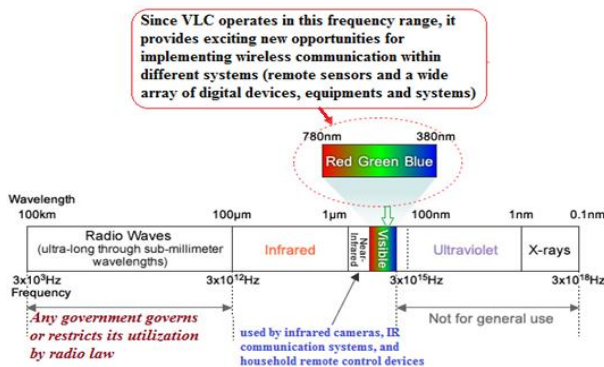 Since VLC operates in this frequency range, it
provides exciting new opportunities for
implementing wireless communication within
different systems (remote sensors and a wide
array of digital devices, equipments and systems)
780nm 380nm
Red Green Blue
Wavelength
100km 100μm 1μm 100nm 1nm 0.1nm
Radio Waves
(ultra-long through sub-millimeter
wavelengths)
Infrared
Near-
Infrared
Visible
Ultraviolet
X-rays
3x10³Hz 3x10¹²Hz 3x10¹⁵Hz 3x10¹⁸Hz
Frequency
Any government governs
or restricts its utilization
by radio law
used by infrared cameras, IR
communication systems, and
household remote control devices
Not for general use